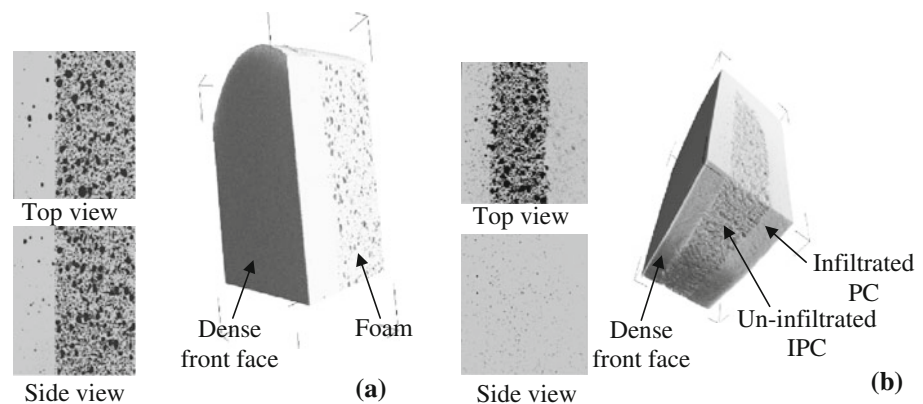 Top view
Side view
Dense
front face
Foam
(a)
Top view
Side view
Dense
front face
Un-infiltrated
IPC
Infiltrated
PC
(b)